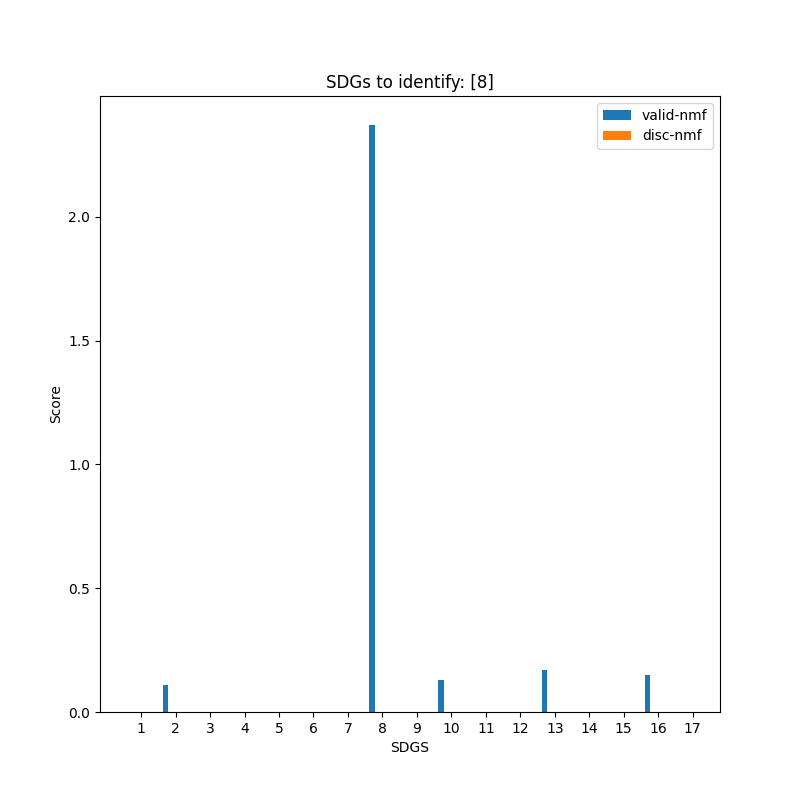 SDGs to identify: [8]
valid-nmf
disc-nmf
2.0
1.5
1.0
0.5
0.0
Score
1 2 3 4 5 6 7 8 9 10 11 12 13 14 15 16 17
SDGS